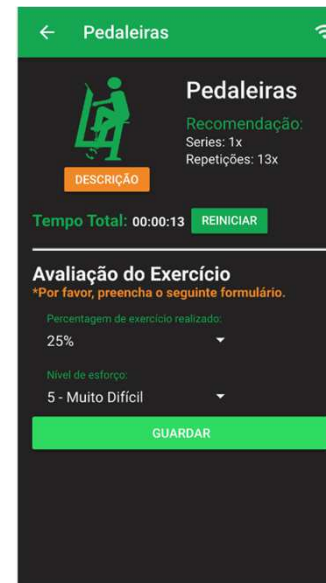 Pedaleiras
Pedaleiras
Recomendação:
Series: 1x
Repetições: 13x
DESCRIÇÃO
Tempo Total: 00:00:13 REINICIAR
Avaliação do Exercício
*Por favor, preencha o seguinte formulário.
Percentagem de exercício realizado:
25%
Nível de esforço:
5 - Muito Difícil
GUARDAR